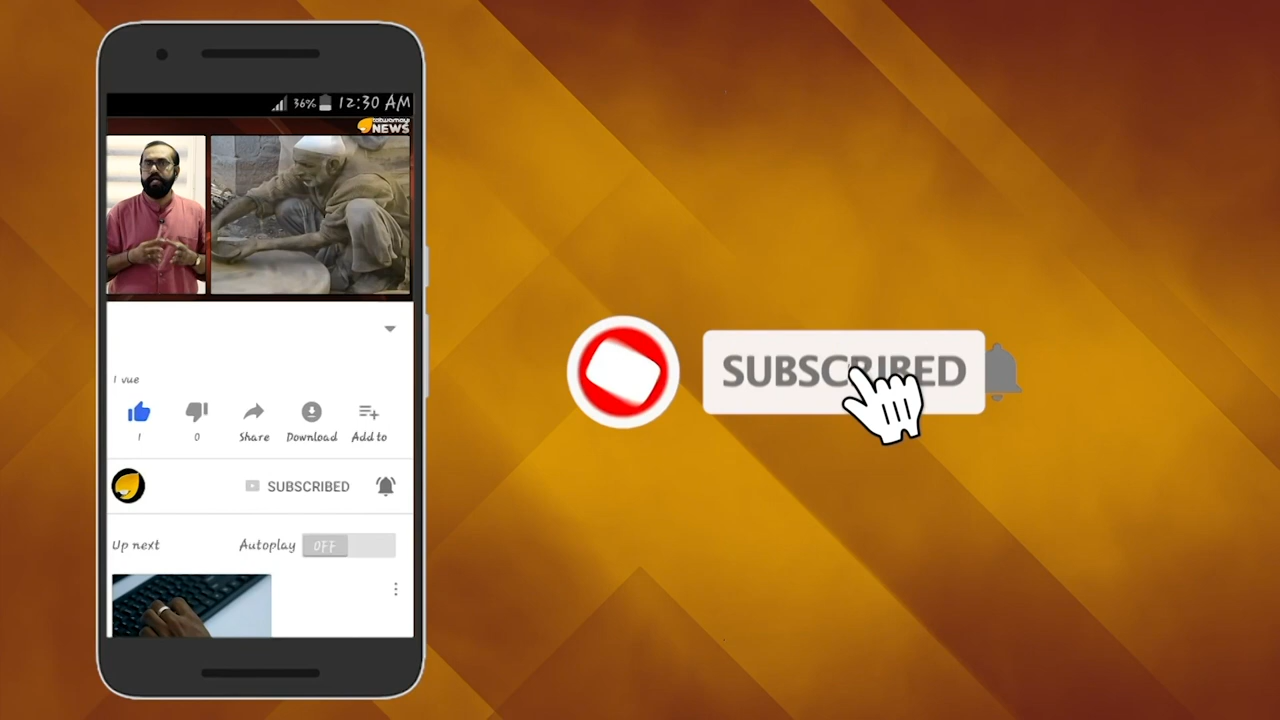 36% 12:30 AM
tatwamayi
NEWS
1 vue
1 0 Share Download Add to
SUBSCRIBED
Up next Autoplay OFF
SUBSCRIBED